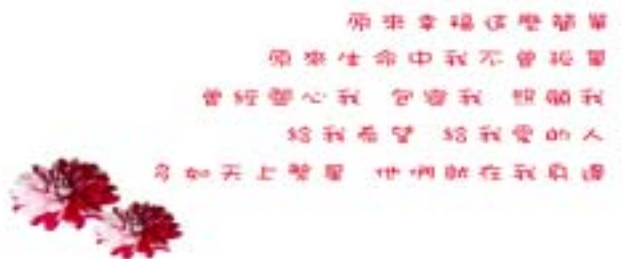 原來幸福這麼簡單
原來生命中我不曾孤單
曾經關心我 包容我 照顧我
給我希望 給我愛的人
多如天上繁星 他們就在我身邊